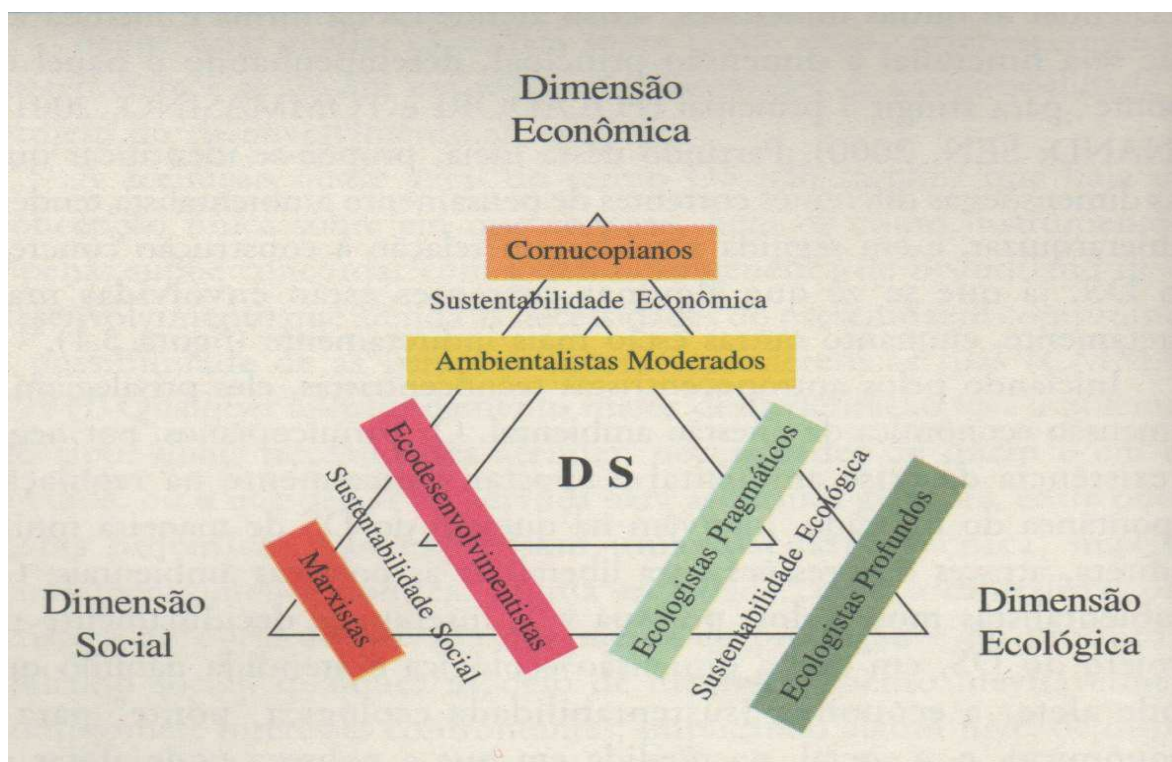 Dimensão
Econômica
Cornucopianos
Sustentabilidade Econômica
Ambientalistas Moderados
Ecodesenvolvimentistas
Ecologistas Pragmáticos
D S
Sustentabilidade Social
Sustentabilidade Ecológica
Marxistas
Ecologistas Profundos
Dimensão
Social
Dimensão
Ecológica